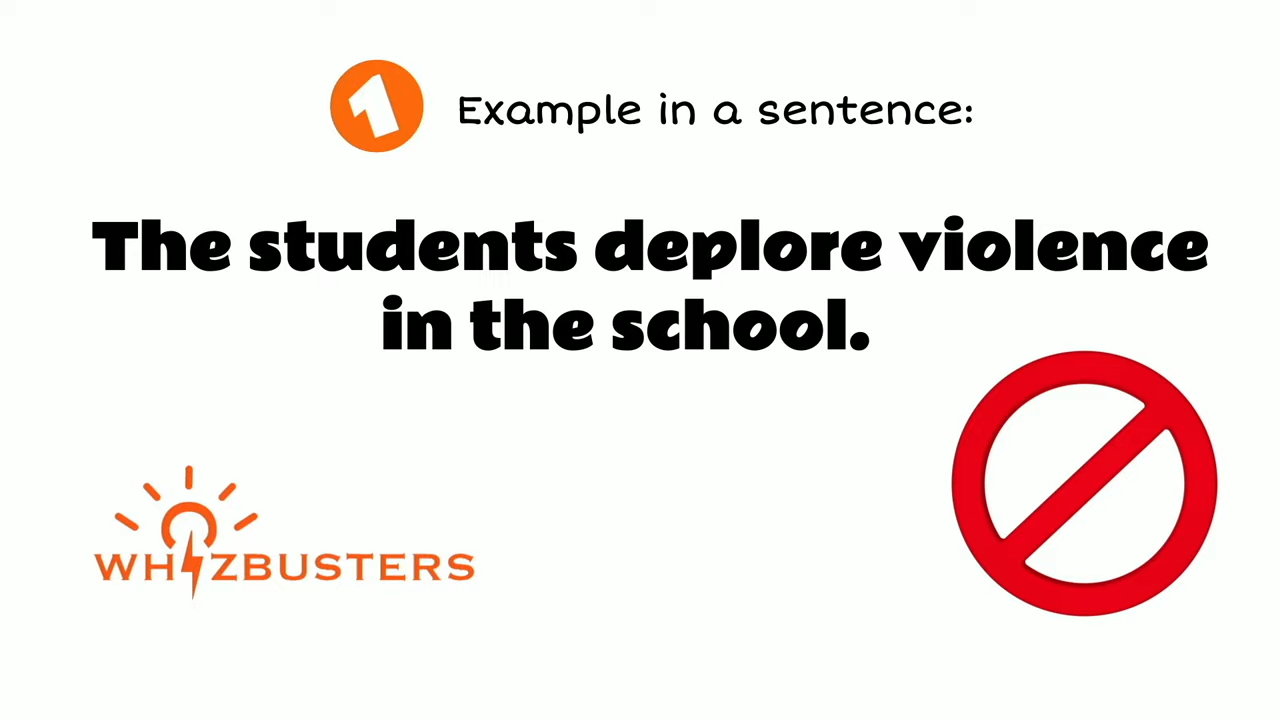 1 Example in a sentence:
The students deplore violence
in the school.
WHIZBUSTERS